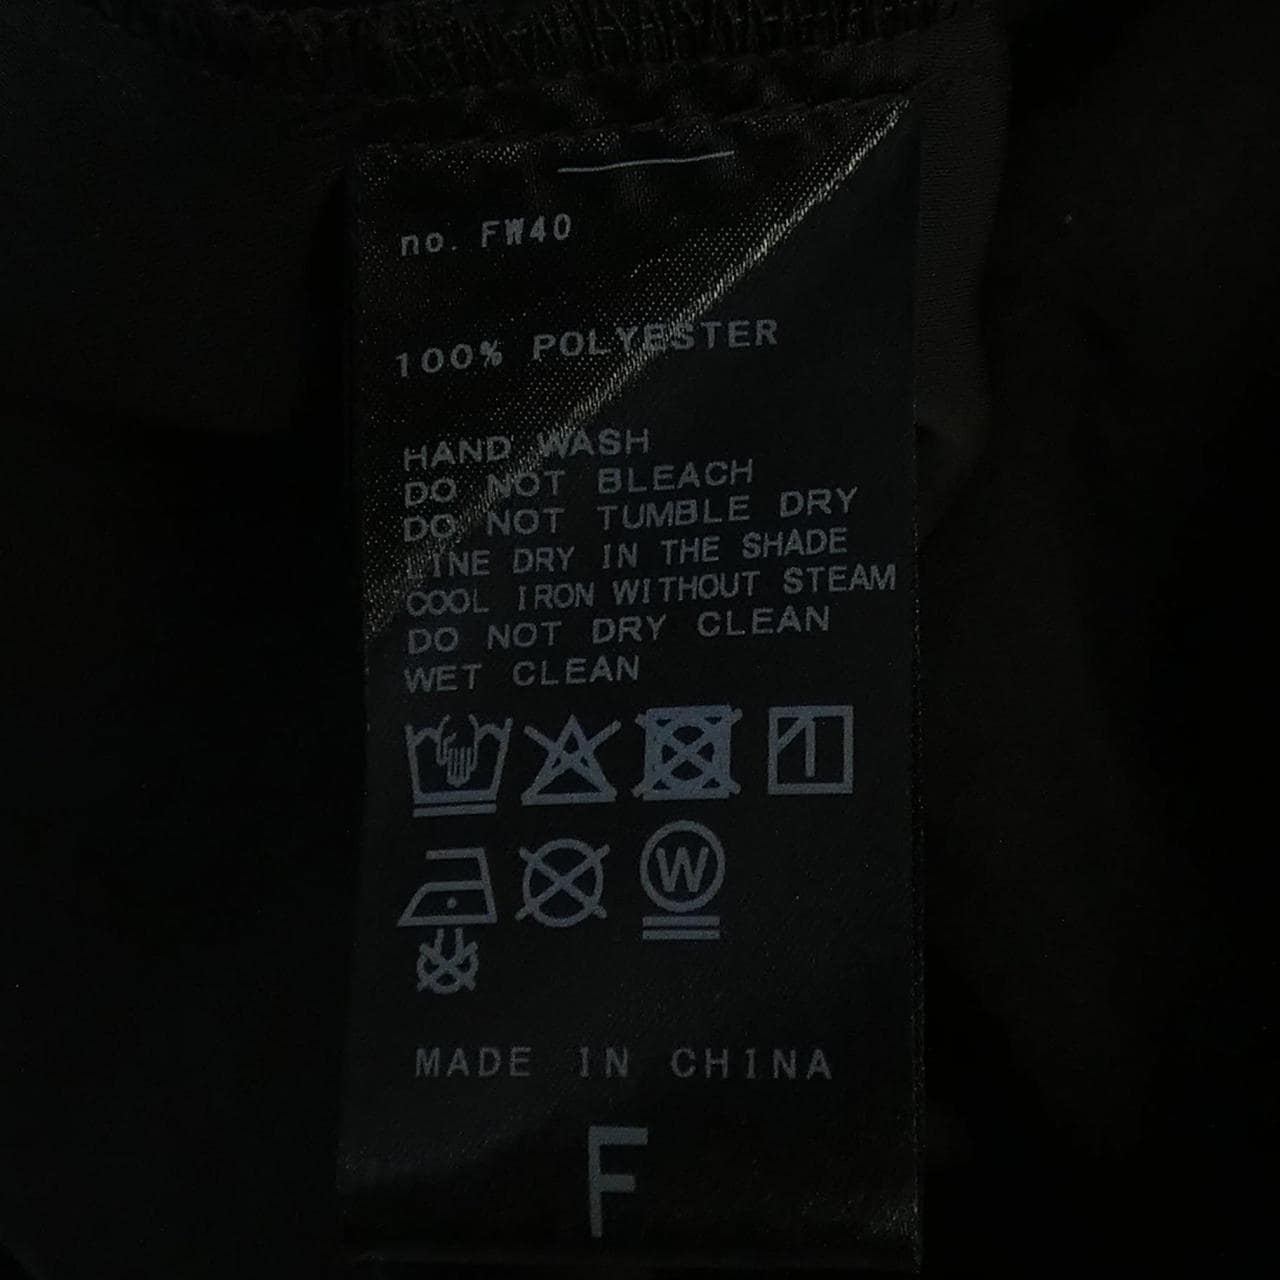 no. FW40
100% POLYESTER
HAND WASH
DO NOT BLEACH
DO NOT TUMBLE DRY
LINE DRY IN THE SHADE
COOL IRON WITHOUT STEAM
DO NOT DRY CLEAN
WET CLEAN
W
MADE IN CHINA
F